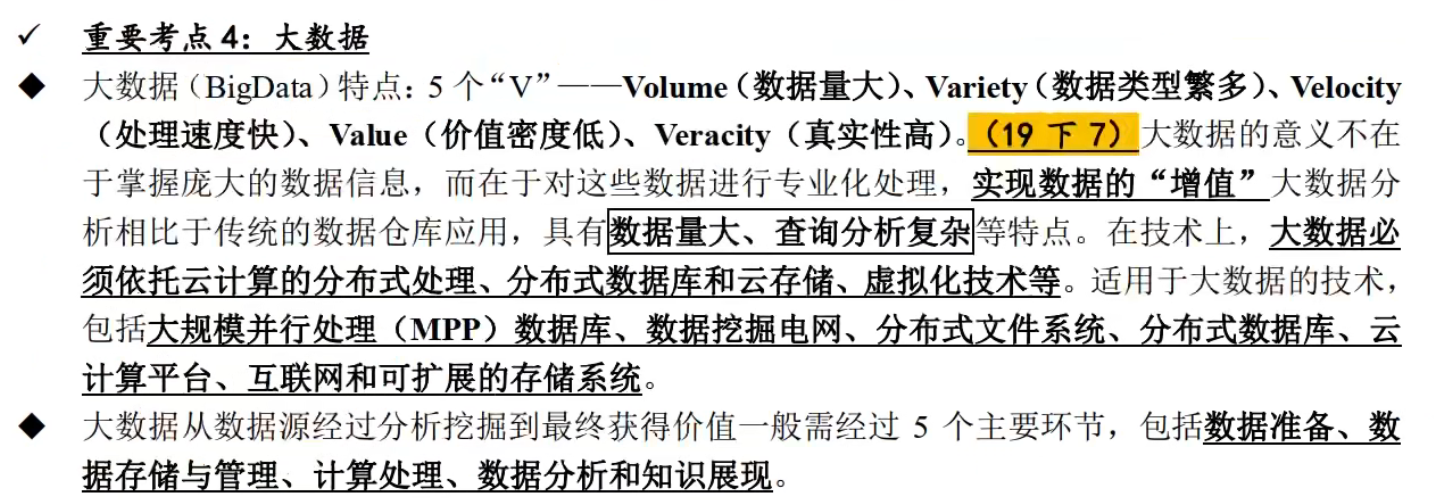 ✓ 重要考点 4：大数据
◆ 大数据（BigData）特点：5 个“V”——Volume（数据量大）、Variety（数据类型繁多）、Velocity
（处理速度快）、Value（价值密度低）、Veracity（真实性高）。（19 下 7）大数据的意义不在
于掌握庞大的数据信息，而在于对这些数据进行专业化处理，实现数据的“增值”大数据分
析相比于传统的数据仓库应用，具有数据量大、查询分析复杂等特点。在技术上，大数据必
须依托云计算的分布式处理、分布式数据库和云存储、虚拟化技术等。适用于大数据的技术，
包括大规模并行处理（MPP）数据库、数据挖掘电网、分布式文件系统、分布式数据库、云
计算平台、互联网和可扩展的存储系统。
◆ 大数据从数据源经过分析挖掘到最终获得价值一般需经过 5 个主要环节，包括数据准备、数
据存储与管理、计算处理、数据分析和知识展现。